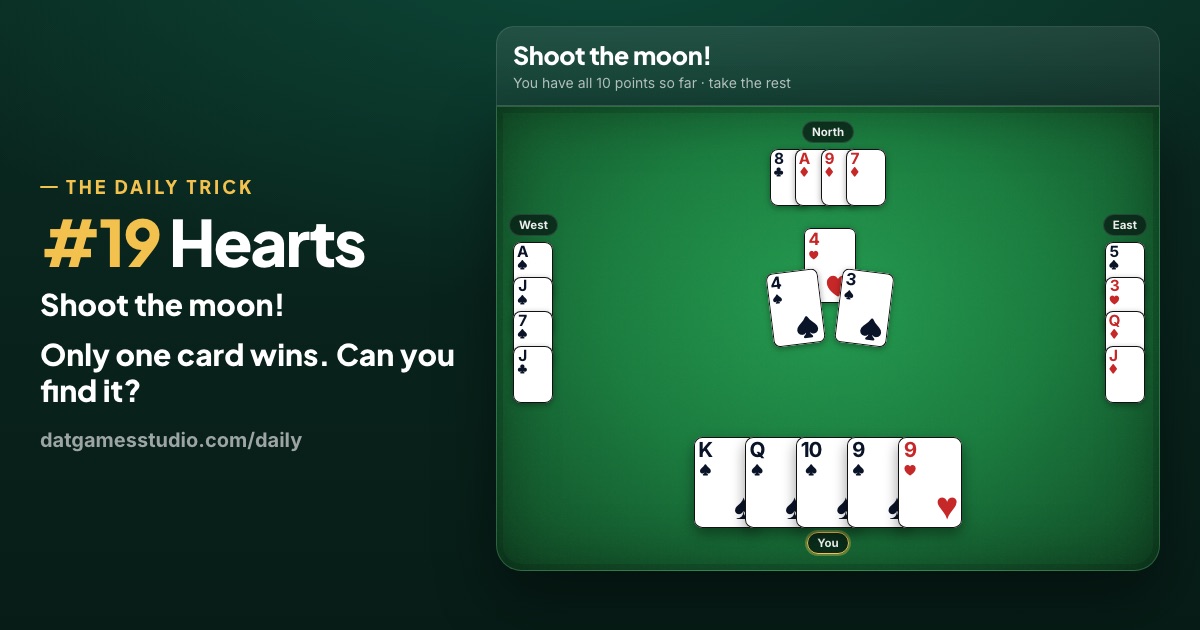 — THE DAILY TRICK
#19 Hearts
Shoot the moon!
Only one card wins. Can you
find it?
datgamesstudio.com/daily
Shoot the moon!
You have all 10 points so far · take the rest
North
8♣ A♦ 9♦ 7♦
West
A♠
J♠
7♠
J♣
4♥
4♠
3♠
East
5♠
3♥
Q♦
J♦
K♠ Q♠ 10♠ 9♠ 9♥
You